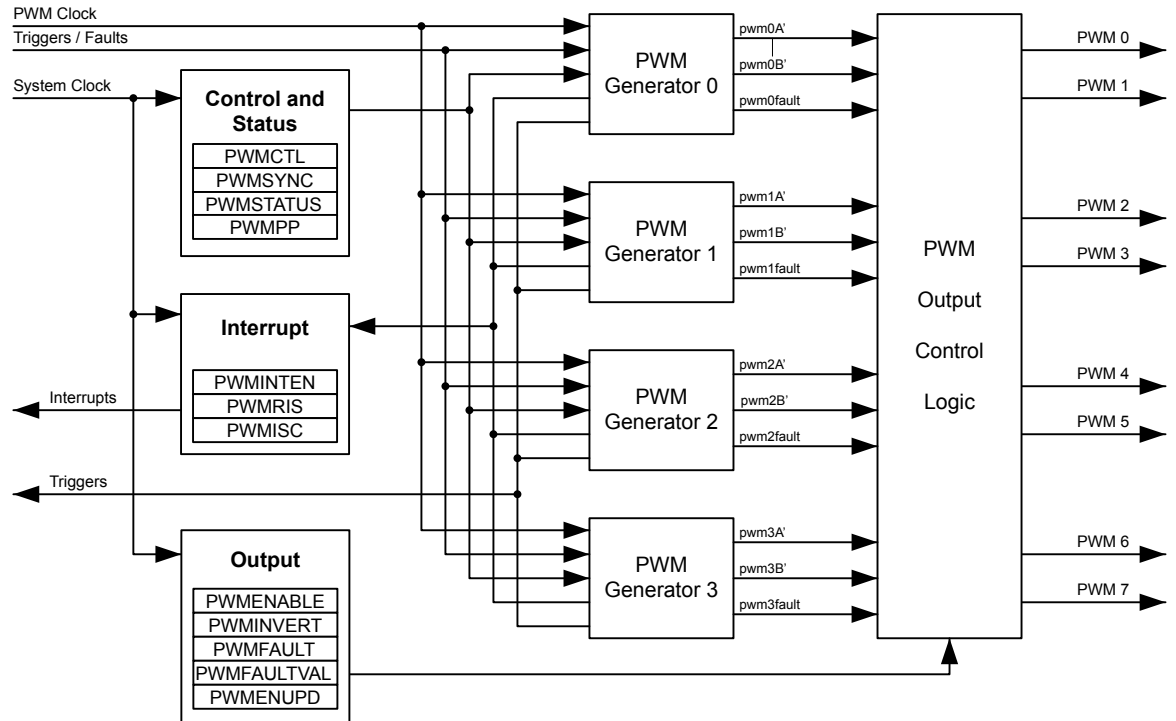 PWM Clock
Triggers / Faults
System Clock
Control and
Status
PWMCTL
PWMSYNC
PWMSTATUS
PWMPP
Interrupt
PWMINTEN
PWMRIS
PWMISC
Interrupts
Triggers
Output
PWMENABLE
PWMINVERT
PWMFAULT
PWMFAULTVAL
PWMENUPD
PWM
Generator 0
pwm0A'
pwm0B'
pwm0fault
PWM
Generator 1
pwm1A'
pwm1B'
pwm1fault
PWM
Generator 2
pwm2A'
pwm2B'
pwm2fault
PWM
Generator 3
pwm3A'
pwm3B'
pwm3fault
PWM
Output
Control
Logic
PWM 0
PWM 1
PWM 2
PWM 3
PWM 4
PWM 5
PWM 6
PWM 7